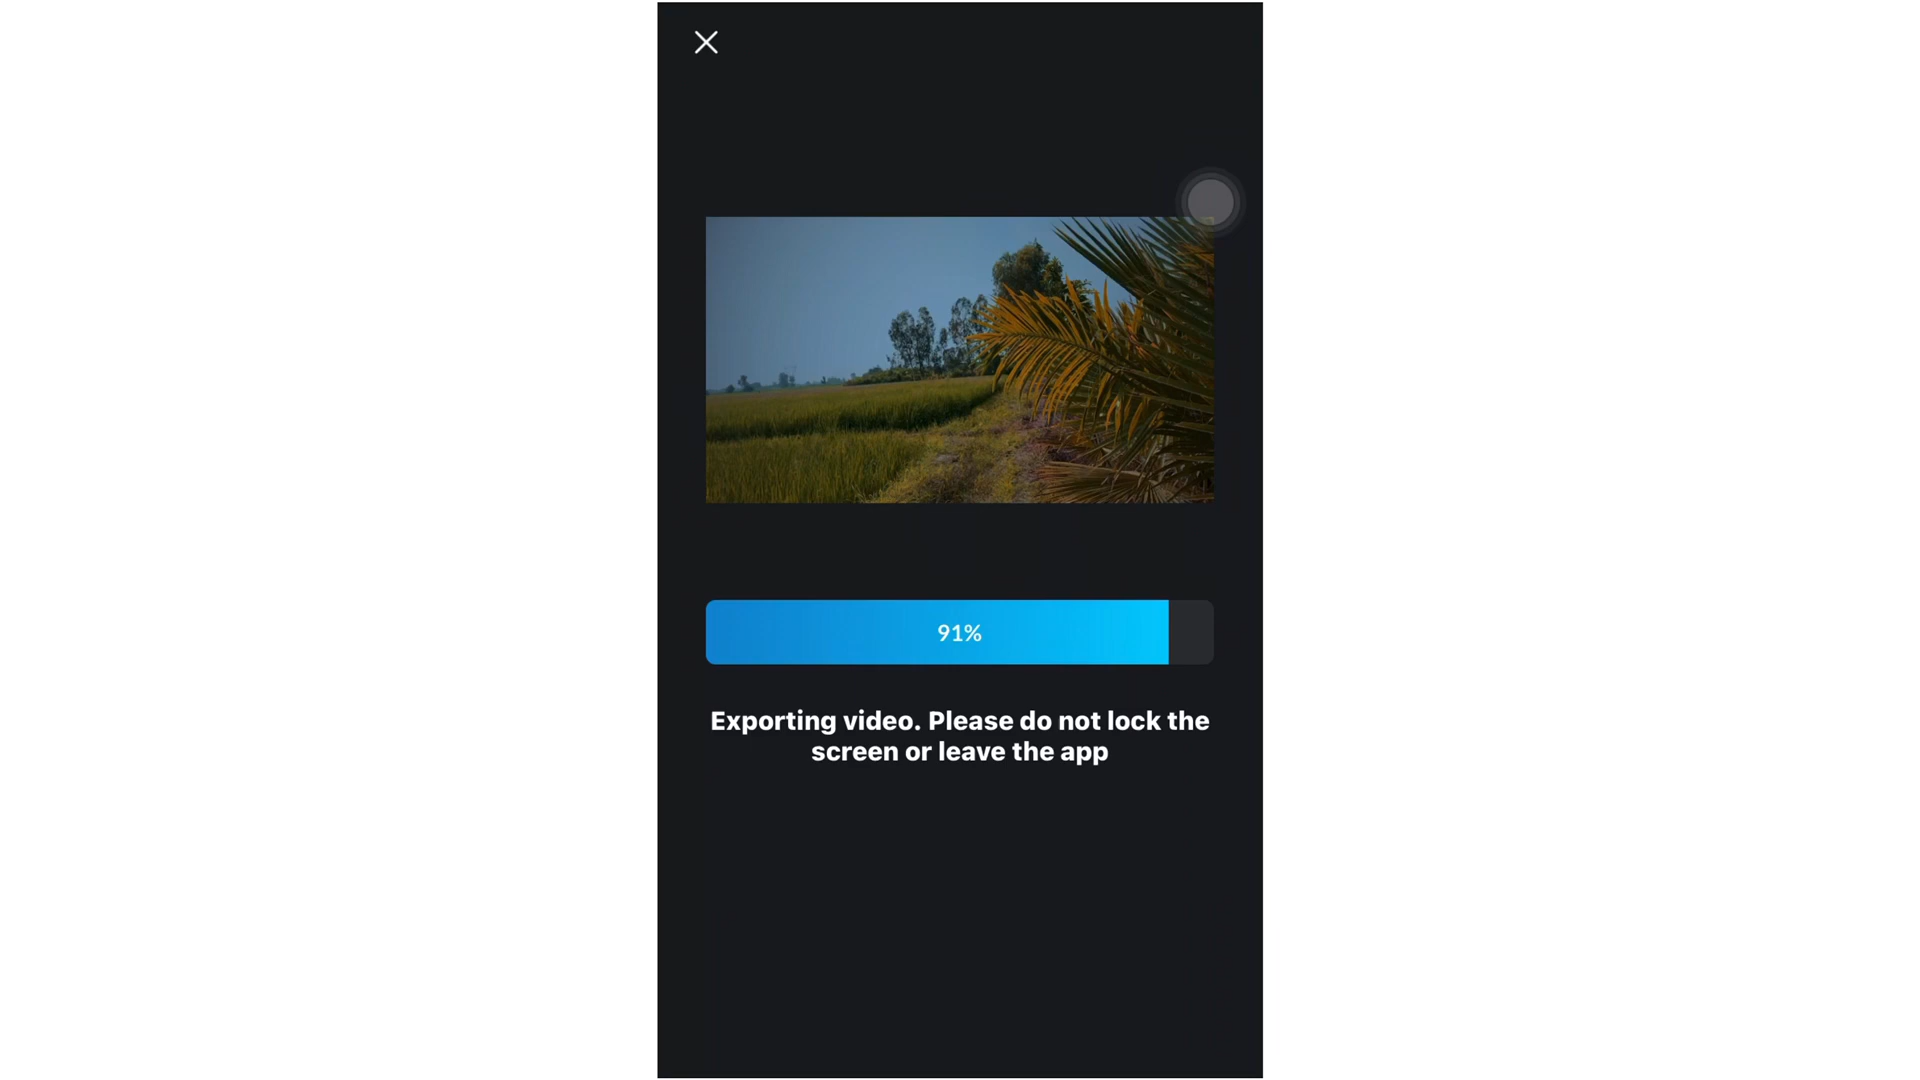 91%
Exporting video. Please do not lock the
screen or leave the app